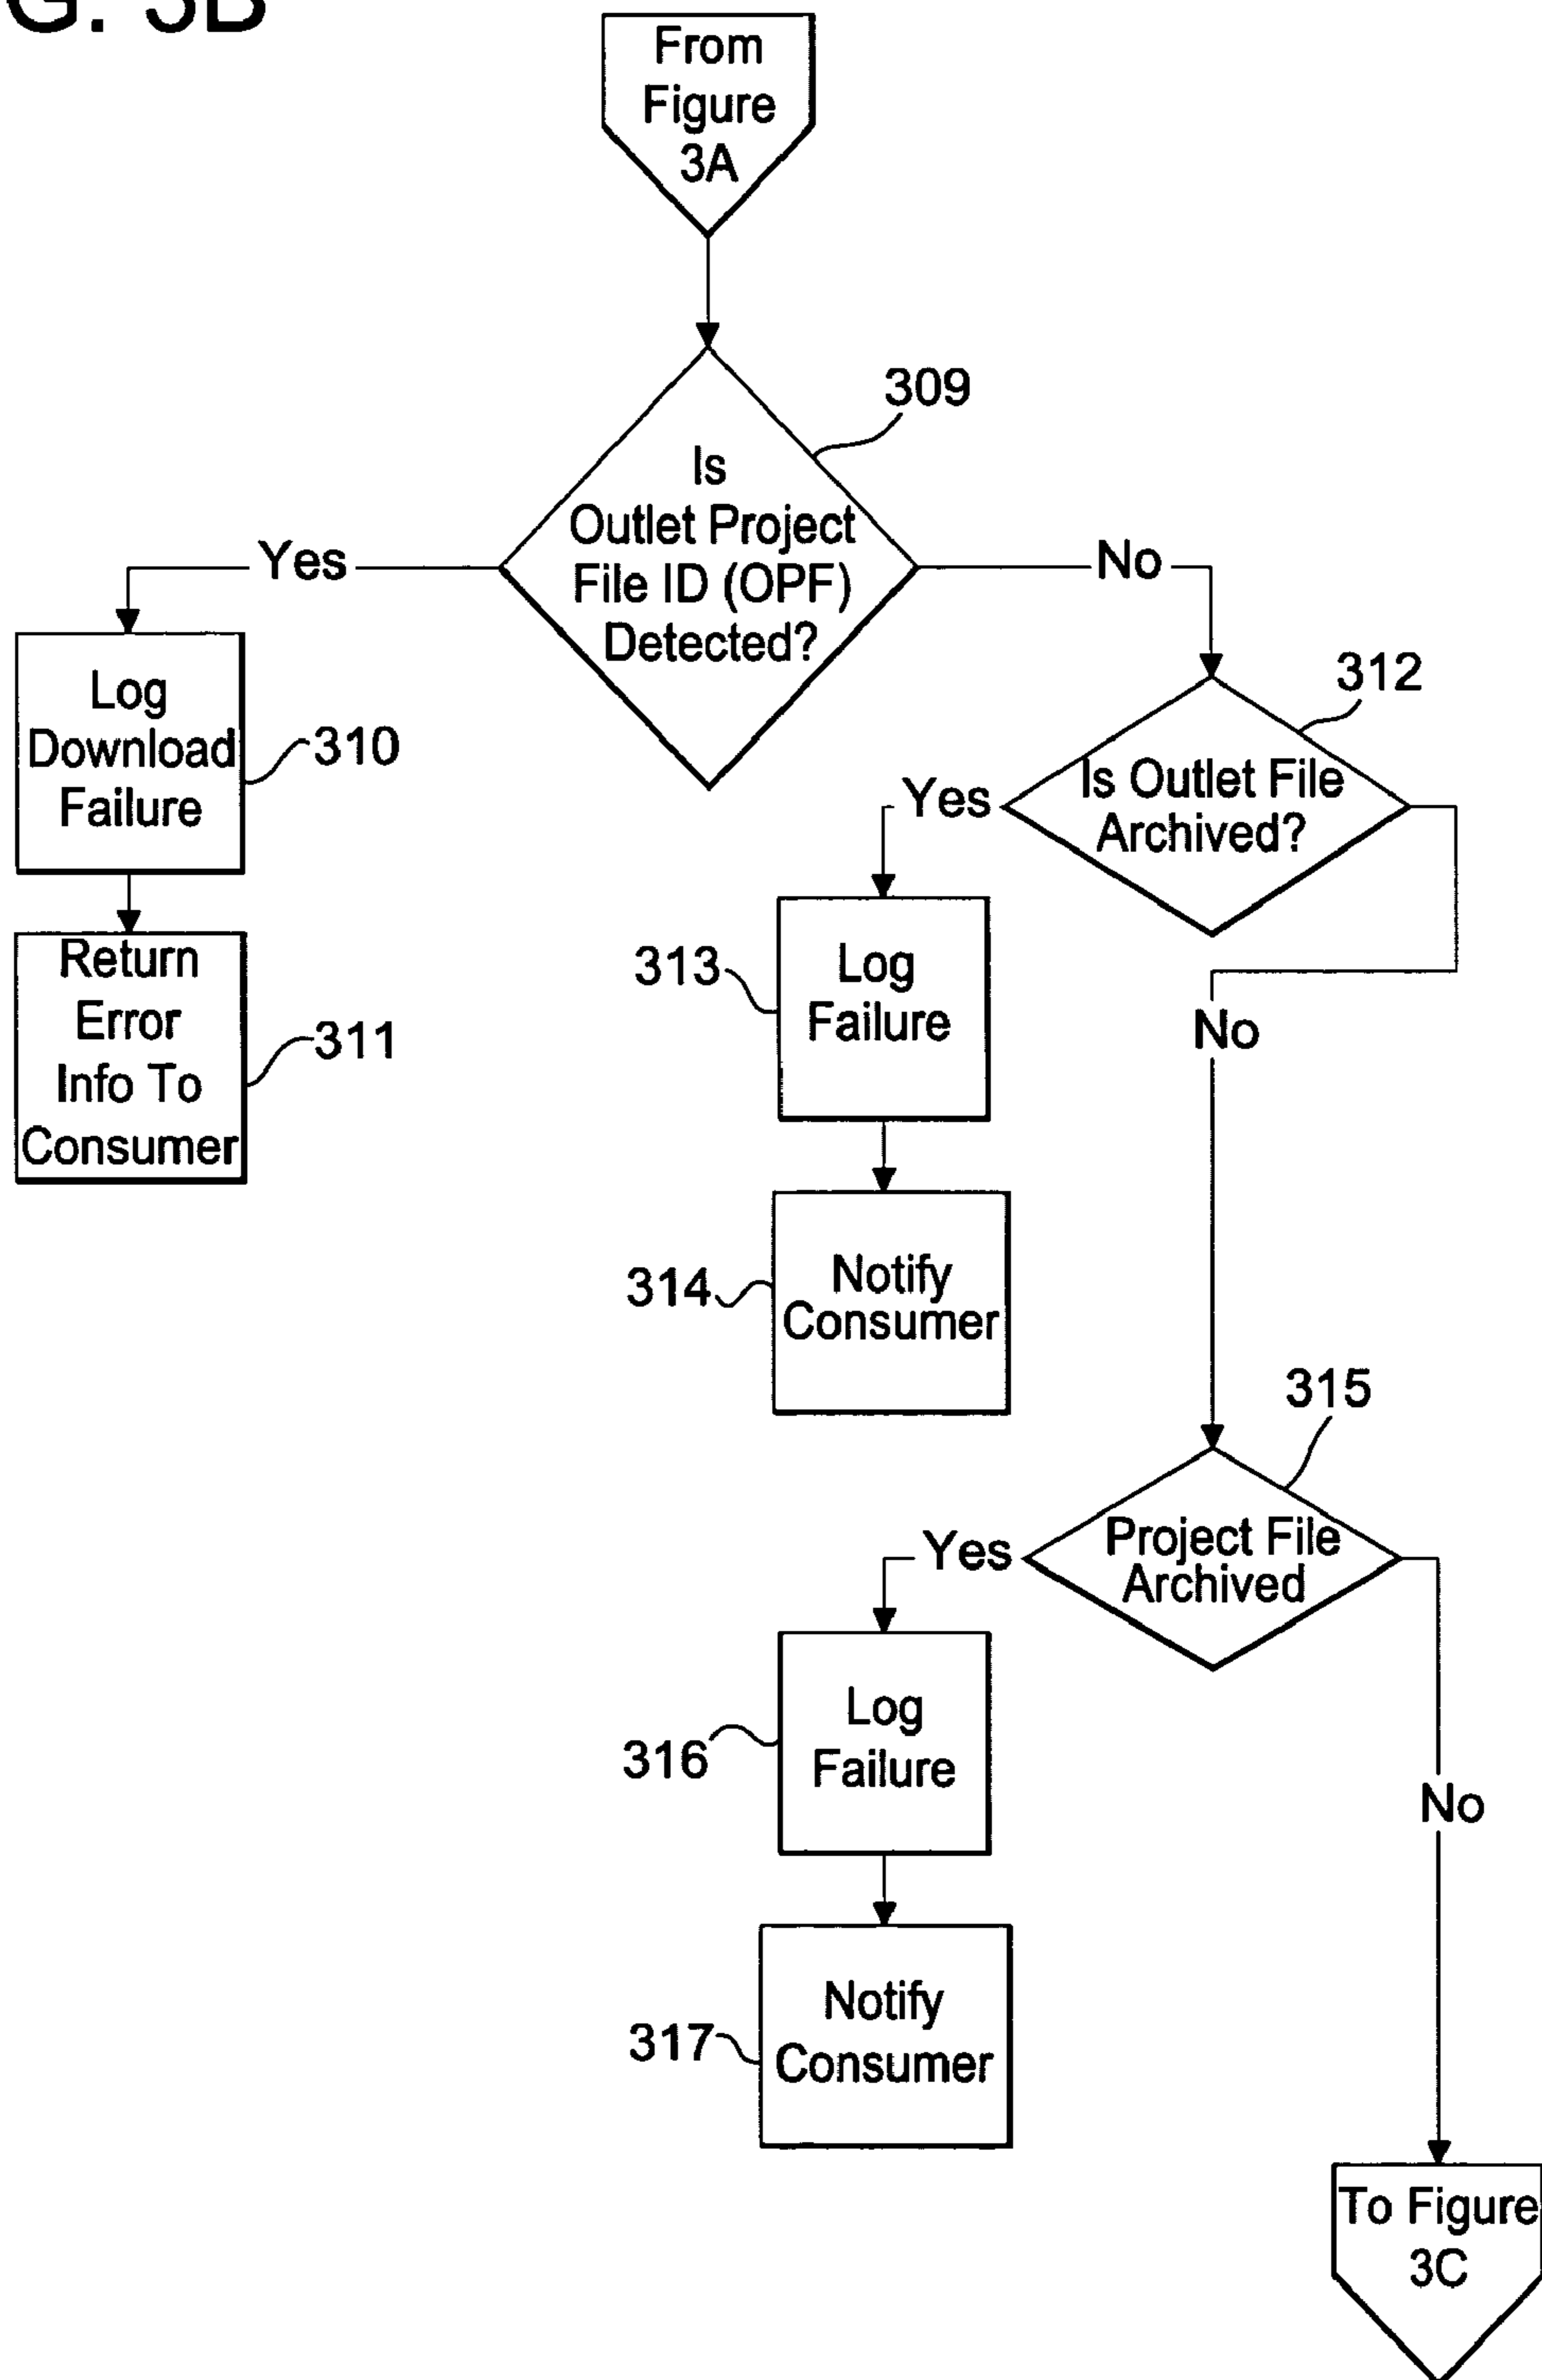 G. 3B
From
Figure
3A
309
Is
Outlet Project
File ID (OPF)
Detected?
Yes
No
Log
Download
Failure
310
312
Is Outlet File
Archived?
Yes
Return
Error
Info To
Consumer
311
313
Log
Failure
No
314
Notify
Consumer
315
Project File
Archived
Yes
316
Log
Failure
No
317
Notify
Consumer
To Figure
3C